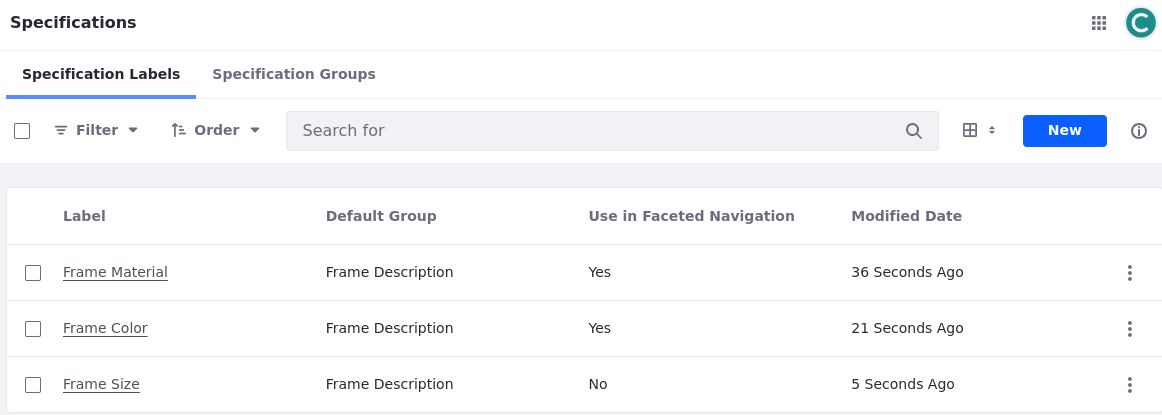 Specifications
Specification Labels Specification Groups
Filter Order Search for New
Label Default Group Use in Faceted Navigation Modified Date
Frame Material Frame Description Yes 36 Seconds Ago
Frame Color Frame Description Yes 21 Seconds Ago
Frame Size Frame Description No 5 Seconds Ago